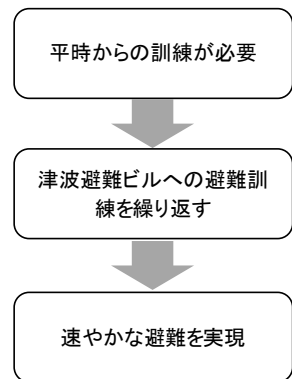 平時からの訓練が必要
津波避難ビルへの避難訓
練を繰り返す
速やかな避難を実現